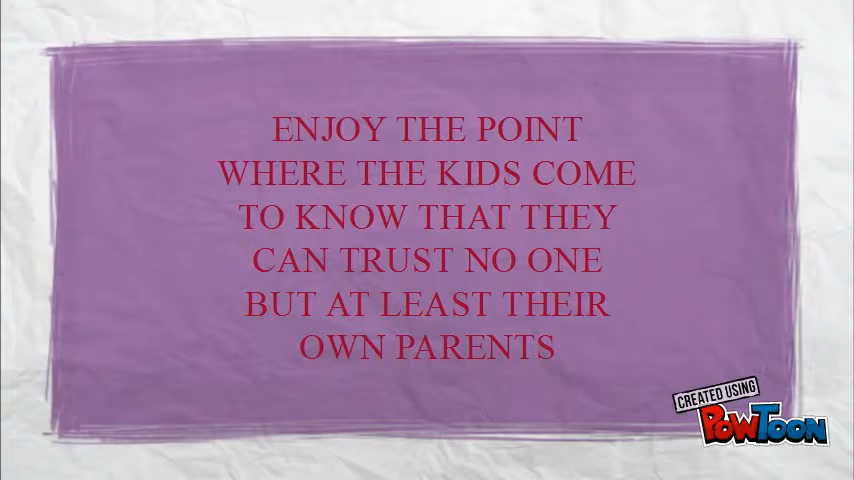 ENJOY THE POINT
WHERE THE KIDS COME
TO KNOW THAT THEY
CAN TRUST NO ONE
BUT AT LEAST THEIR
OWN PARENTS
CREATED USING
POWTOON